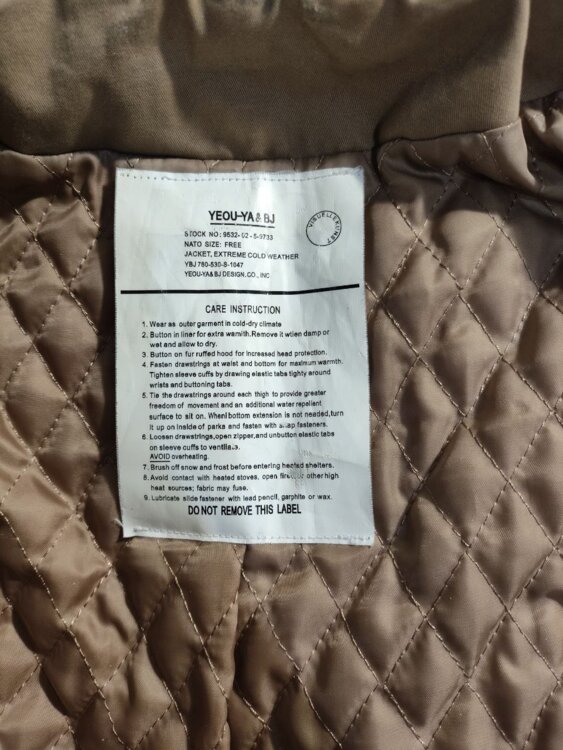 YEOU-YA & BJ
VISUELLEKUNST
STOCK NO: 9532-02-5-9733
NATO SIZE: FREE
JACKET, EXTREME COLD WEATHER
YBJ 780-530-8-1047
YEOU-YA& BJ DESIGN.CO., INC
CARE INSTRUCTION
1. Wear as outer garment in cold-dry climate
2. Button in liner for extra warmith.Remove it wtien damp or
wet and allow to dry.
3. Button on fur ruffed hood for increased head protection.
4. Fasten drawstrings at waist and bottom for maximum warmth.
Tighten sleeve cuffs by drawing elastic tabs tighty around
wrists and buttoning tabs.
5. Tie the drawstrings around each thigh to provide greater
freedom of movement and an additional water repellent
surface to sit on. Whenl bottom extension is not needed,turn
it up on inside of parks and fasten with snap fasteners.
6. Loosen drawstrings,open zipper,and unbutton elastic tabs
on sleeve cuffs to ventilate.
AVOID overheating.
7. Brush off snow and frost before entering heated shelters.
8. Avoid contact with heated stoves, open fires, or other high
heat sources; fabric may fuse.
9. Lubricate slide fastener with lead pencil, garphite or wax.
DO NOT REMOVE THIS LABEL